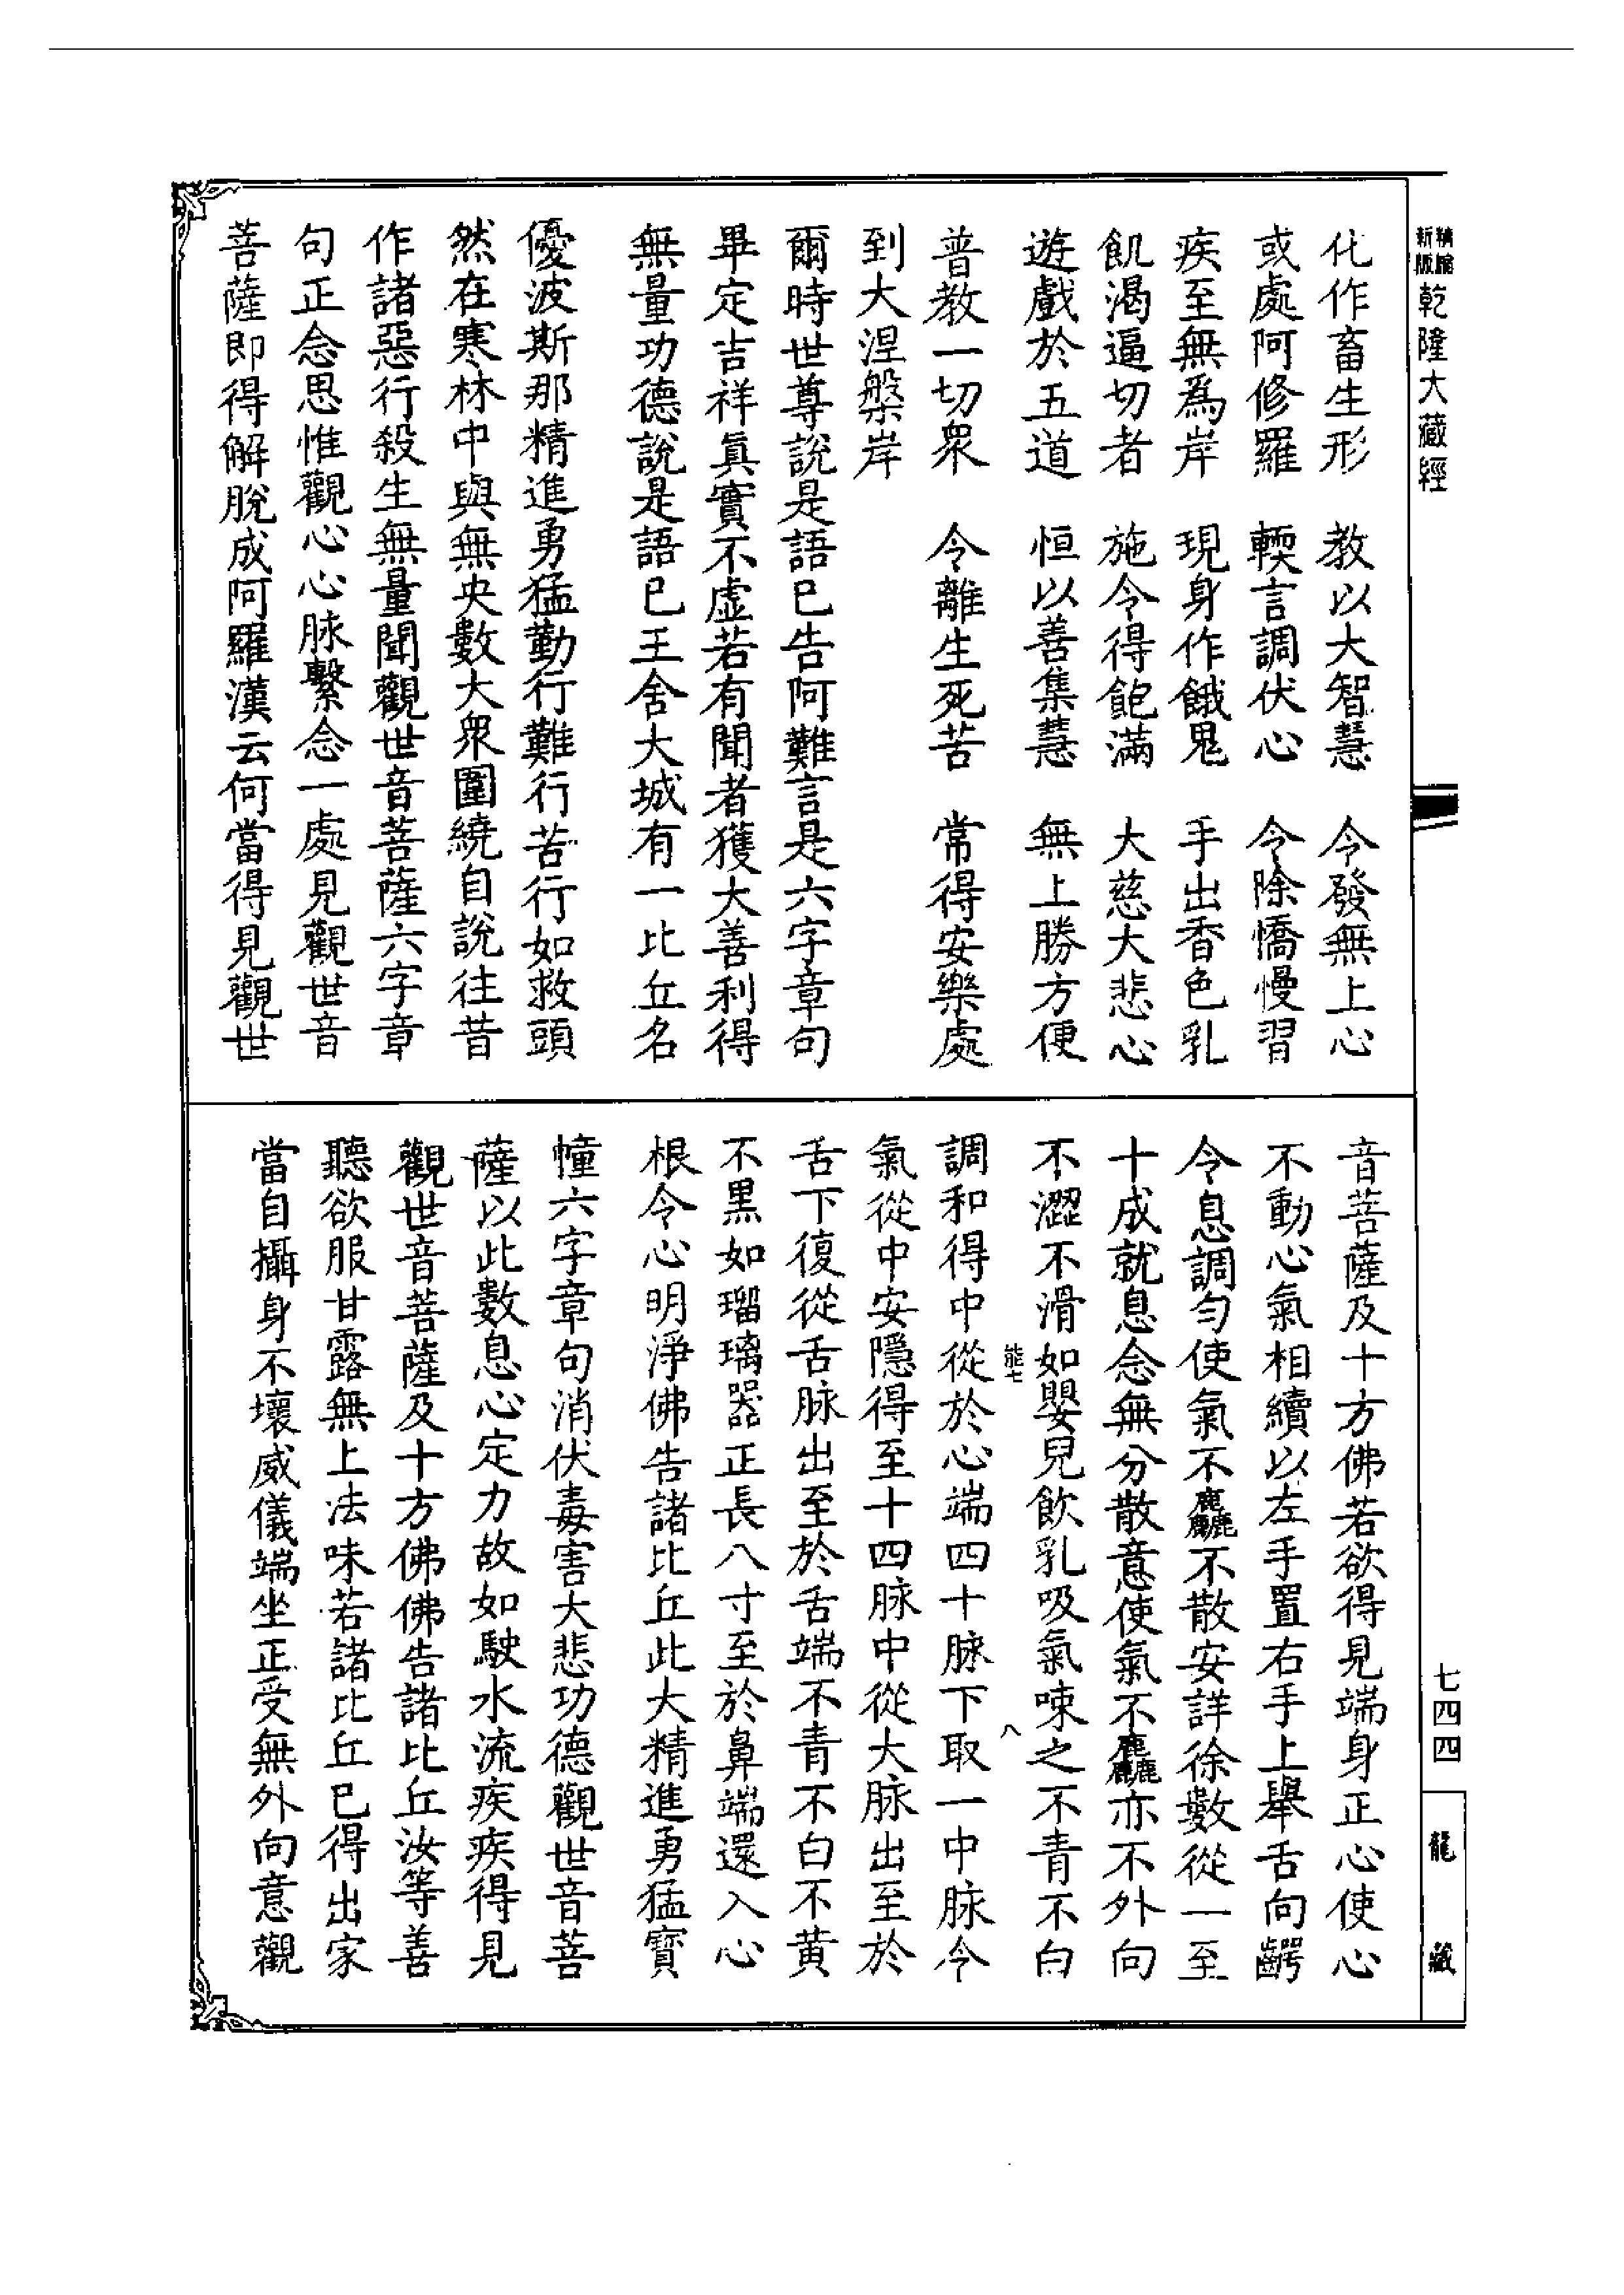 精縮新版乾隆大藏經
化作畜生形　教以大智慧　令發無上心
或處阿修羅　輭言調伏心　令除憍慢習
疾至無為岸　現身作餓鬼　手出香色乳
飢渴逼切者　施令得飽滿　大慈大悲心
遊戲於五道　恒以善集慧　無上勝方便
普教一切眾　令離生死苦　常得安樂處
到大涅槃岸
爾時世尊說是語已告阿難言是六字章句
畢定吉祥真實不虛若有聞者獲大善利得
無量功德說是語已王舍大城有一比丘名
優波斯那精進勇猛勤行難行苦行如救頭
然在寒林中與無央數大眾圍繞自說往昔
作諸惡行殺生無量聞觀世音菩薩六字章
句正念思惟觀心心脉繫念一處見觀世音
菩薩即得解脫成阿羅漢云何當得見觀世
音菩薩及十方佛若欲得見端身正心使心
不動心氣相續以左手置右手上舉舌向齶
令息調勻使氣不麤不散安詳徐數從一至
十成就息念無分散意使氣不麤亦不外向
不澀不滑如嬰兒飲乳吸氣㖒之不青不白
能七
八
調和得中從於心端四十脉下取一中脉令
氣從中安隱得至十四脉中從大脉出至於
舌下復從舌脉出至於舌端不青不白不黃
不黑如瑠璃器正長八寸至於鼻端還入心
根令心明淨佛告諸比丘此大精進勇猛寶
幢六字章句消伏毒害大悲功德觀世音菩
薩以此數息心定力故如駛水流疾疾得見
觀世音菩薩及十方佛佛告諸比丘汝等善
聽欲服甘露無上法味若諸比丘已得出家
當自攝身不壞威儀端坐正受無外向意觀
七四四
龍藏